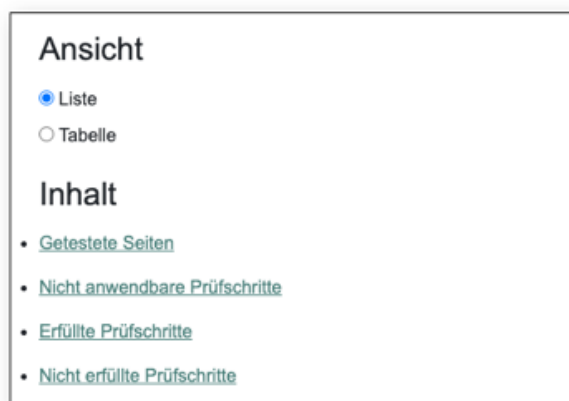 Ansicht
Liste
Tabelle
Inhalt
Getestete Seiten
Nicht anwendbare Prüfschritte
Erfüllte Prüfschritte
Nicht erfüllte Prüfschritte